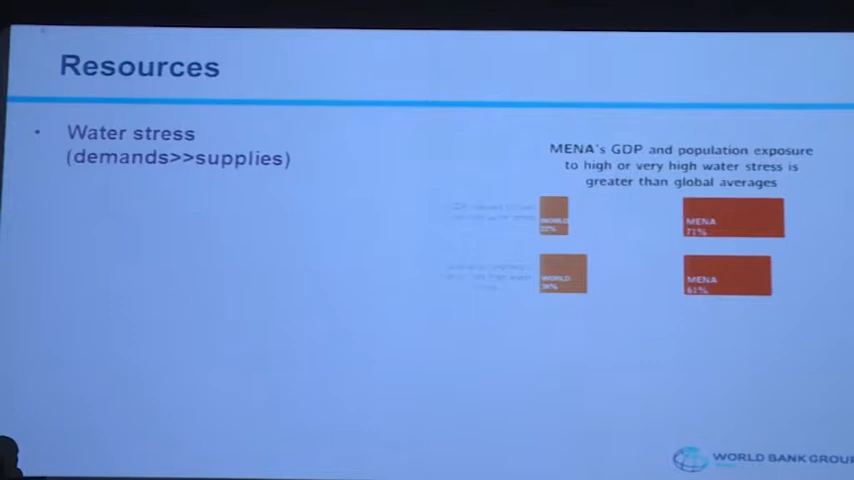 Resources
• Water stress
(demands>>supplies)
MENA's GDP and population exposure
to high or very high water stress is
greater than global averages
WORLD
22%
MENA
71%
WORLD
36%
MENA
61%
WORLD BANK GROUP